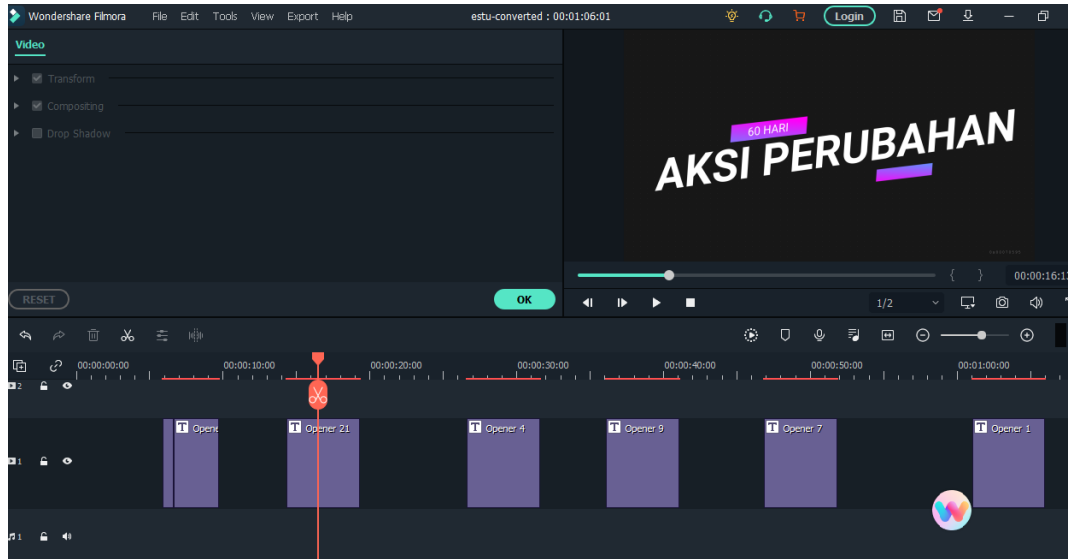 Wondershare Filmora File Edit Tools View Export Help estu-converted : 00:01:06:01 Login
Video
Transform
Compositing
Drop Shadow
60 HARI
AKSI PERUBAHAN
RESET OK
1/2
00:00:00:00 00:00:10:00 00:00:20:00 00:00:30:00 00:00:40:00 00:00:50:00 00:01:00:00
2
T Opene T Opener 21 T Opener 4 T Opener 9 T Opener 7 T Opener 1
1
1